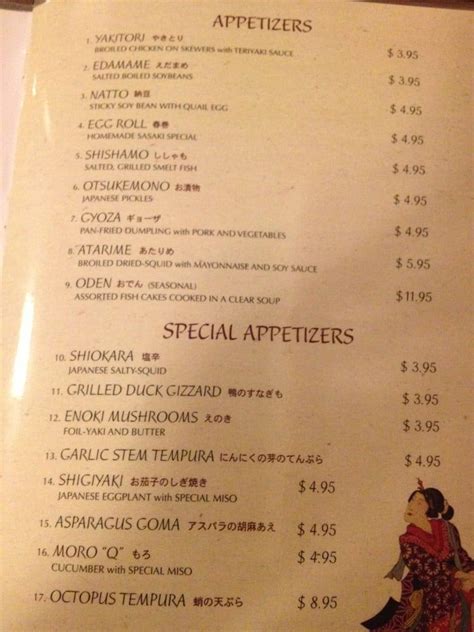 APPETIZERS
1. YAKITORI やきとり $ 3.95
BROILED CHICKEN ON SKEWERS with TERIYAKI SAUCE
2. EDAMAME えだまめ $ 3.95
SALTED BOILED SOYBEANS
3. NATTO 納豆 $ 4.95
STICKY SOY BEAN WITH QUAIL EGG
4. EGG ROLL 春巻 $ 4.95
HOMEMADE SASAKI SPECIAL
5. SHISHAMO ししゃも $ 4.95
SALTED, GRILLED SMELT FISH
6. OTSUKEMONO お漬物 $ 4.95
JAPANESE PICKLES
7. GYOZA ギョーザ $ 4.95
PAN-FRIED DUMPLING with PORK AND VEGETABLES
8. ATARIME あたりめ $ 5.95
BROILED DRIED-SQUID with MAYONNAISE AND SOY SAUCE
9. ODEN おでん (SEASONAL) $11.95
ASSORTED FISH CAKES COOKED IN A CLEAR SOUP
SPECIAL APPETIZERS
10. SHIOKARA 塩辛 $ 3.95
JAPANESE SALTY-SQUID
11. GRILLED DUCK GIZZARD 鴨のすなぎも $ 3.95
12. ENOKI MUSHROOMS えのき $ 3.95
FOIL-YAKI AND BUTTER
13. GARLIC STEM TEMPURA にんにくの芽のてんぷら $ 4.95
14. SHIGIYAKI お茄子のしぎ焼き $ 4.95
JAPANESE EGGPLANT with SPECIAL MISO
15. ASPARAGUS GOMA アスパラの胡麻あえ $ 4.95
16. MORO "Q" もろ $ 4.95
CUCUMBER with SPECIAL MISO
17. OCTOPUS TEMPURA 蛸の天ぷら $ 8.95